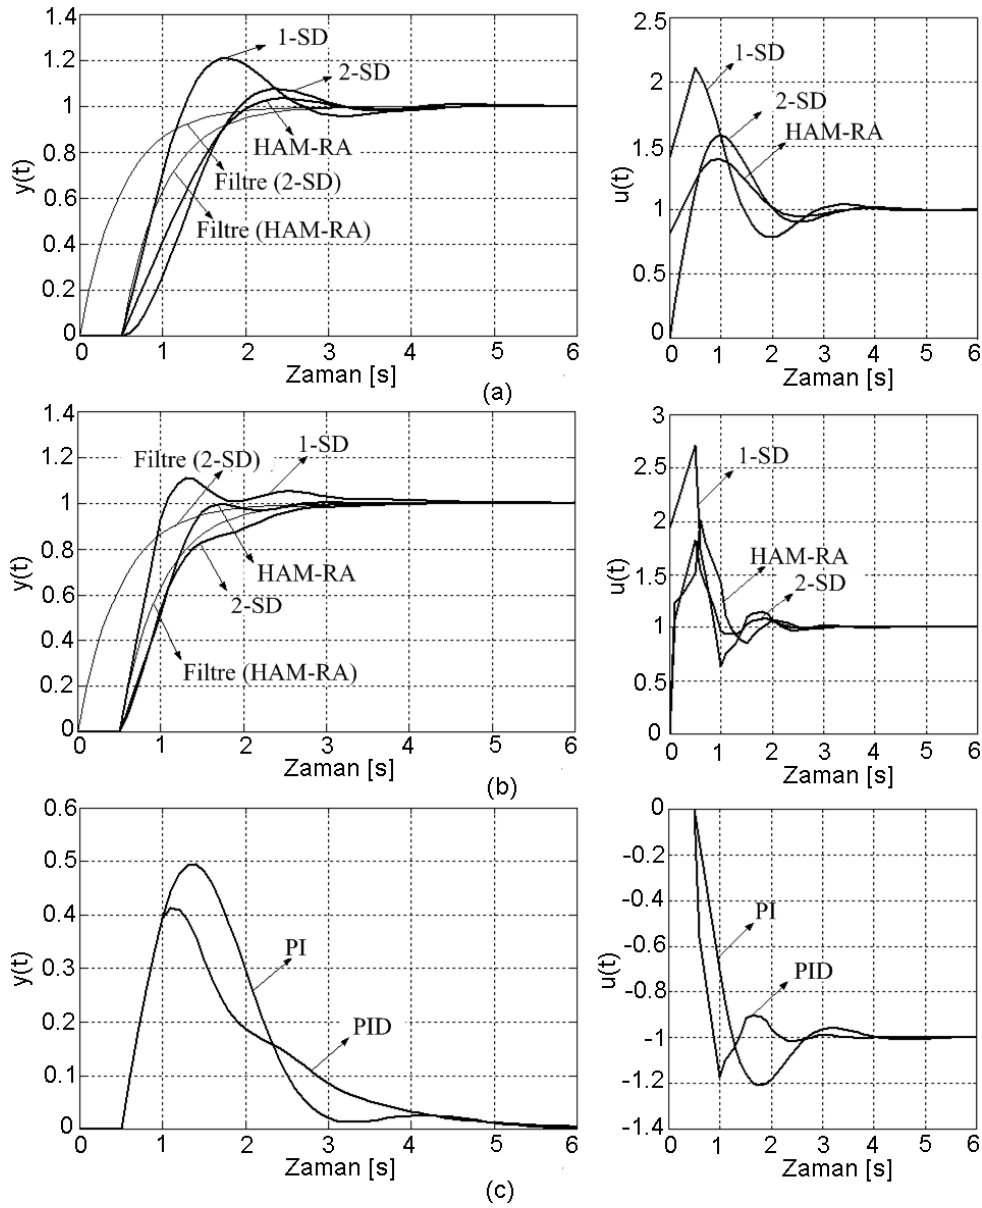 1.4
1.2
1
0.8
0.6
0.4
0.2
0
y(t)
1-SD
2-SD
HAM-RA
Filtre (2-SD)
Filtre (HAM-RA)
0 1 2 3 4 5 6
Zaman [s]
2.5
2
1.5
1
0.5
0
u(t)
1-SD
2-SD
HAM-RA
0 1 2 3 4 5 6
Zaman [s]
(a)
1.4
1.2
1
0.8
0.6
0.4
0.2
0
y(t)
1-SD
Filtre (2-SD)
HAM-RA
2-SD
Filtre (HAM-RA)
0 1 2 3 4 5 6
Zaman [s]
3
2.5
2
1.5
1
0.5
0
u(t)
1-SD
HAM-RA
2-SD
0 1 2 3 4 5 6
Zaman [s]
(b)
0.6
0.5
0.4
0.3
0.2
0.1
0
y(t)
PI
PID
0 1 2 3 4 5 6
Zaman [s]
0
-0.2
-0.4
-0.6
-0.8
-1
-1.2
-1.4
u(t)
PI
PID
0 1 2 3 4 5 6
Zaman [s]
(c)